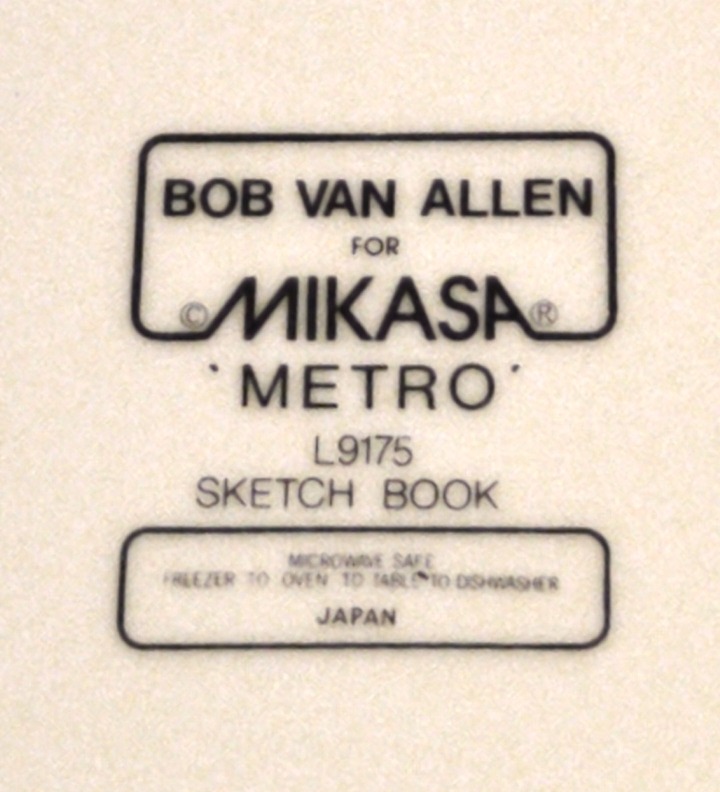 BOB VAN ALLEN
FOR
© MIKASA ®
'METRO'
L9175
SKETCH BOOK
MICROWAVE SAFE
FREEZER TO OVEN TO TABLE TO DISHWASHER
JAPAN